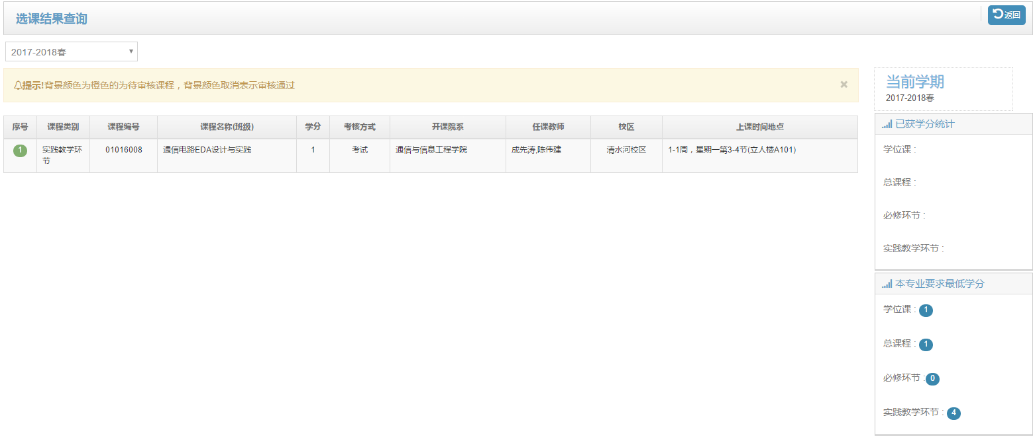 选课结果查询
返回
2017-2018春
提示!背景颜色为橙色的为待审核课程，背景颜色取消表示审核通过
×
序号 课程类别 课程编号 课程名称(班级) 学分 考核方式 开课院系 任课教师 校区 上课时间地点
1 实践教学环 01016008 通信电路EDA设计与实践 1 考试 通信与信息工程学院 成先涛,陈伟建 清水河校区 1-1周，星期一第3-4节(立人楼A101)
节
当前学期
2017-2018春
已获学分统计
学位课：
总课程：
必修环节：
实践教学环节：
本专业要求最低学分
学位课：1
总课程：1
必修环节：0
实践教学环节：4